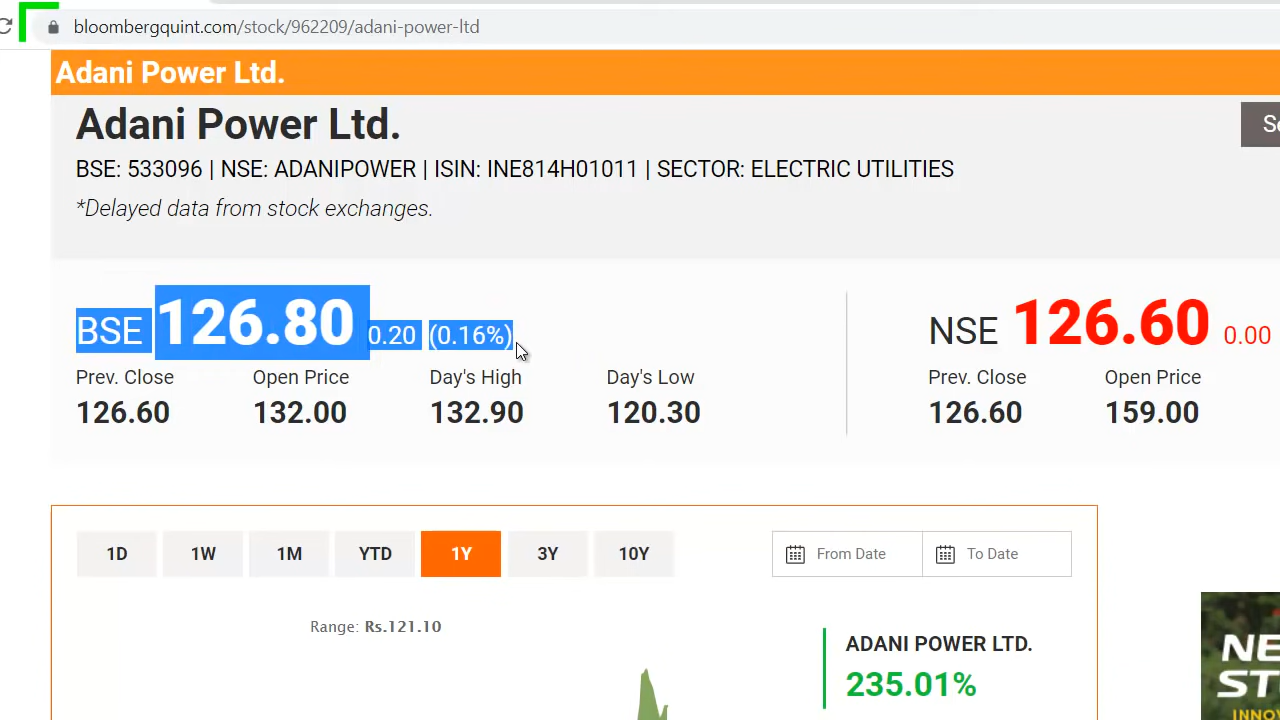 bloombergquint.com/stock/962209/adani-power-ltd
Adani Power Ltd.
Adani Power Ltd.
BSE: 533096 | NSE: ADANIPOWER | ISIN: INE814H01011 | SECTOR: ELECTRIC UTILITIES
*Delayed data from stock exchanges.
BSE 126.80 0.20 (0.16%)
NSE 126.60 0.00
Prev. Close Open Price Day's High Day's Low
126.60 132.00 132.90 120.30
Prev. Close Open Price
126.60 159.00
1D 1W 1M YTD 1Y 3Y 10Y
From Date To Date
Range: Rs.121.10
ADANI POWER LTD.
235.01%